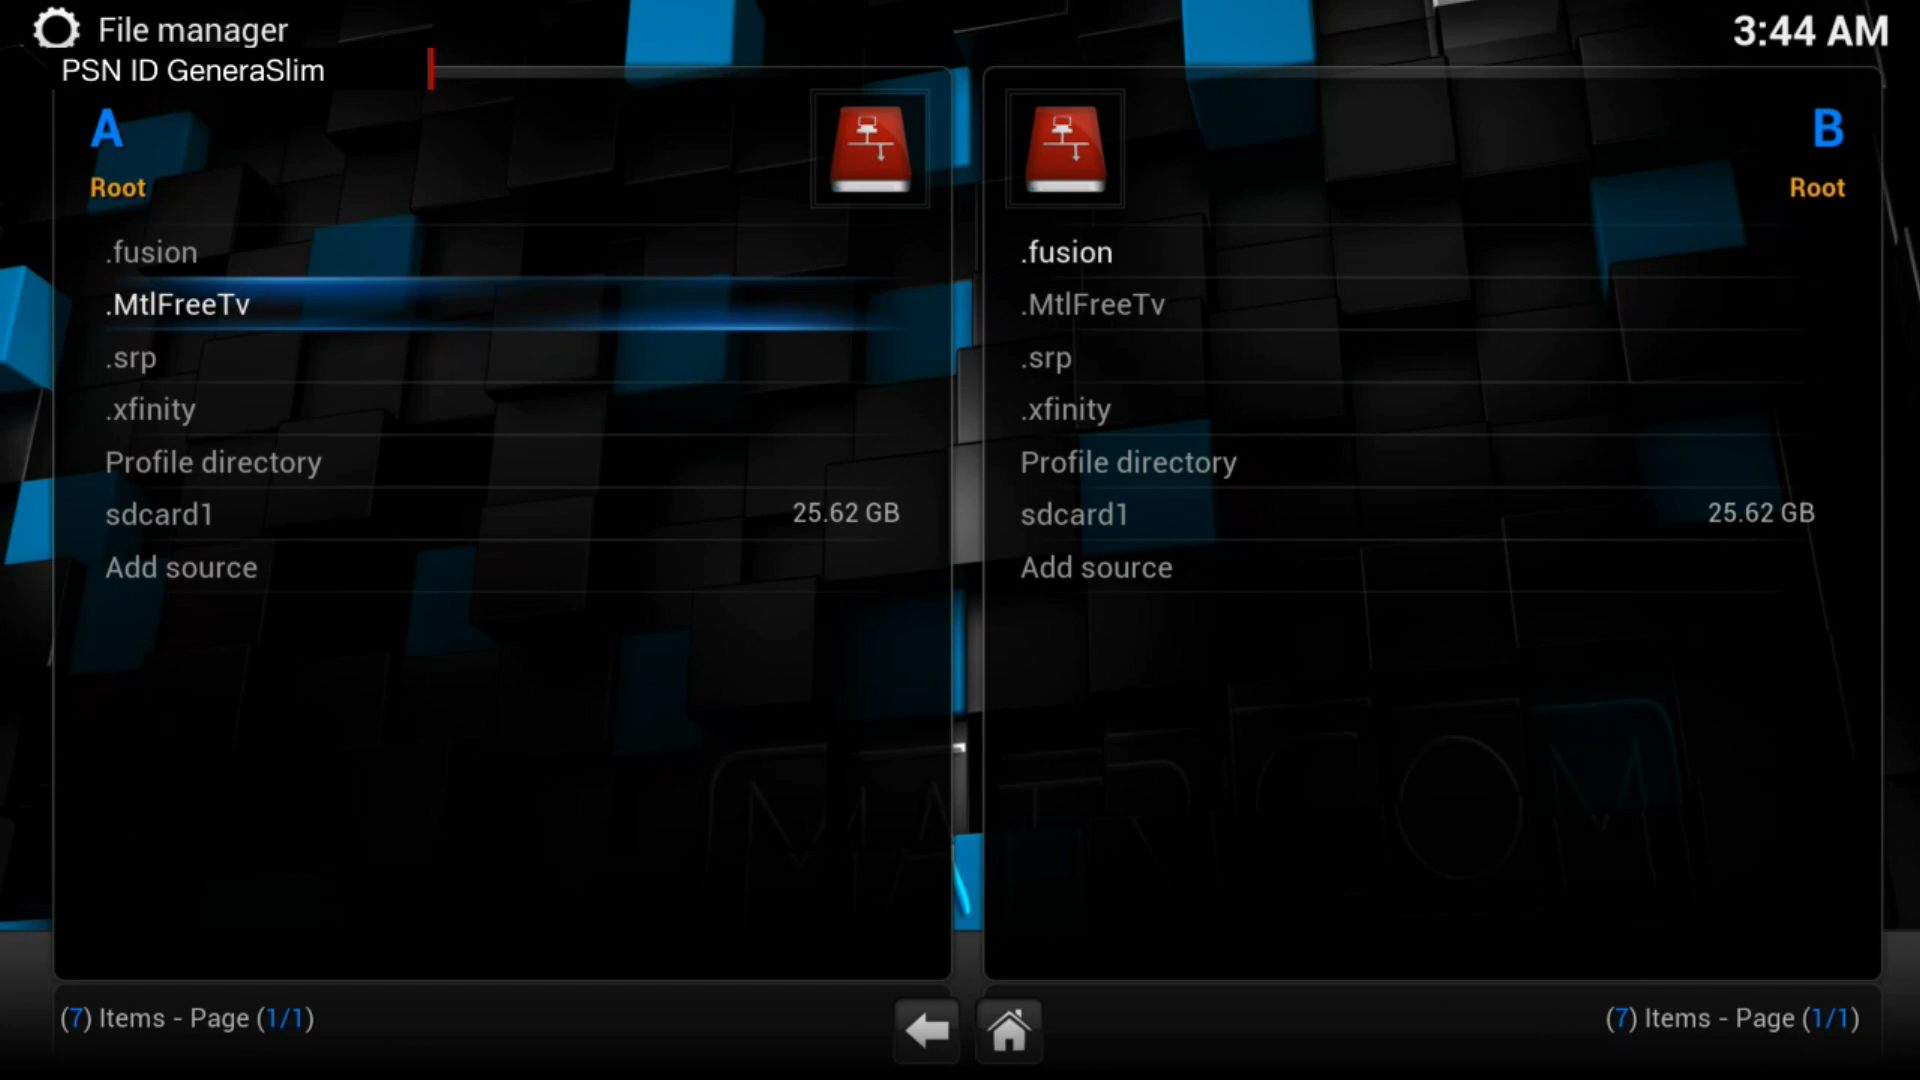 File manager
3:44 AM
PSN ID GeneraSlim
A
Root
.fusion
.MtlFreeTv
.srp
.xfinity
Profile directory
sdcard1 25.62 GB
Add source
(7) Items - Page (1/1)
B
Root
.fusion
.MtlFreeTv
.srp
.xfinity
Profile directory
sdcard1 25.62 GB
Add source
(7) Items - Page (1/1)